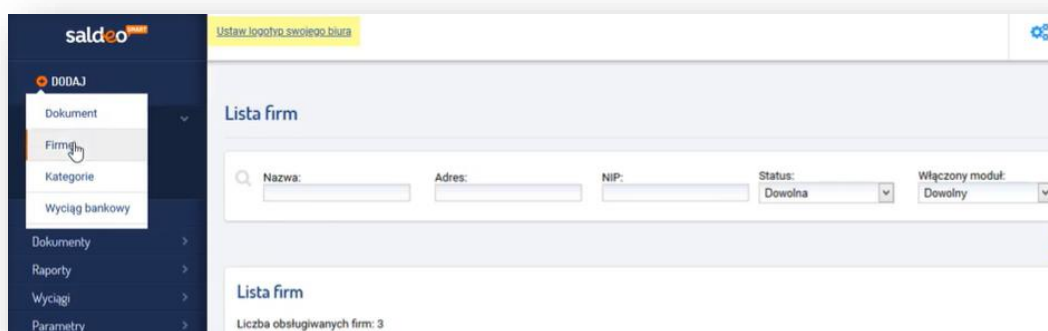 saldeo SMART
Ustaw logotyp swojego biura
DODAJ
Dokument
Kategorie
Wyciąg bankowy
Dokumenty
Raporty
Wyciągi
Parametry
Lista firm
Nazwa:
Adres:
NIP:
Status:
Włączony moduł:
Dowolna
Dowolny
Lista firm
Liczba obsługiwanych firm: 3